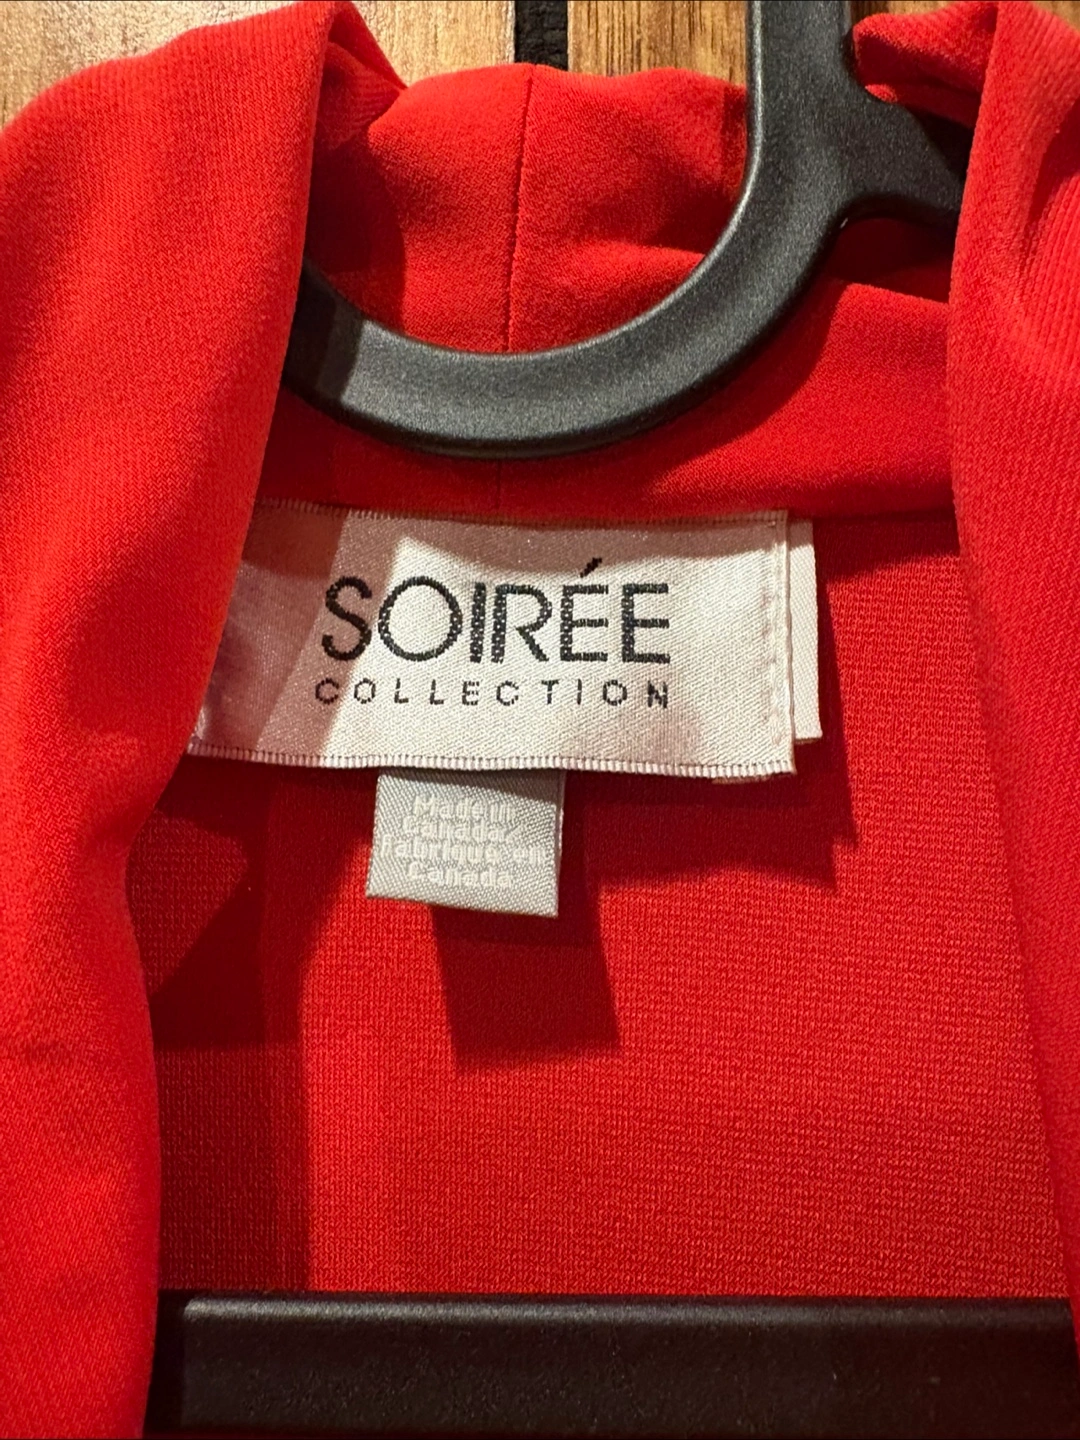 SOIRÉE
COLLECTION
Made in
Canada/
Fabriqué en
Canada